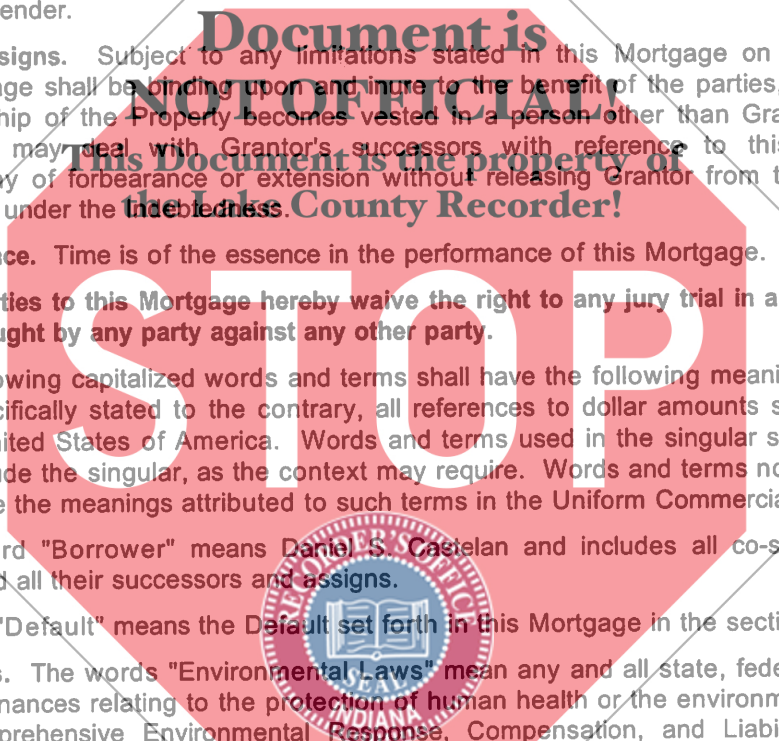 ender.
Document is
signs. Subject to any limitations stated in this Mortgage on
ge shall be binding upon and inure to the benefit of the parties,
NOT OFFICIAL!
hip of the Property becomes vested in a person other than Gra
may deal with Grantor's successors with reference to this
This Document is the property of
y of forbearance or extension without releasing Grantor from t
under the Indebtedness.
the Lake County Recorder!
ce. Time is of the essence in the performance of this Mortgage.
ties to this Mortgage hereby waive the right to any jury trial in a
ught by any party against any other party.
STOP
owing capitalized words and terms shall have the following meani
cifically stated to the contrary, all references to dollar amounts s
ited States of America. Words and terms used in the singular s
de the singular, as the context may require. Words and terms no
e the meanings attributed to such terms in the Uniform Commercia
rd "Borrower" means Daniel S. Castelan and includes all co-s
d all their successors and assigns.
RECORDER'S OFFICE
SEAL
INDIANA
"Default" means the Default set forth in this Mortgage in the secti
s. The words "Environmental Laws" mean any and all state, fede
nances relating to the protection of human health or the environm
prehensive Environmental Response, Compensation, and Liabil